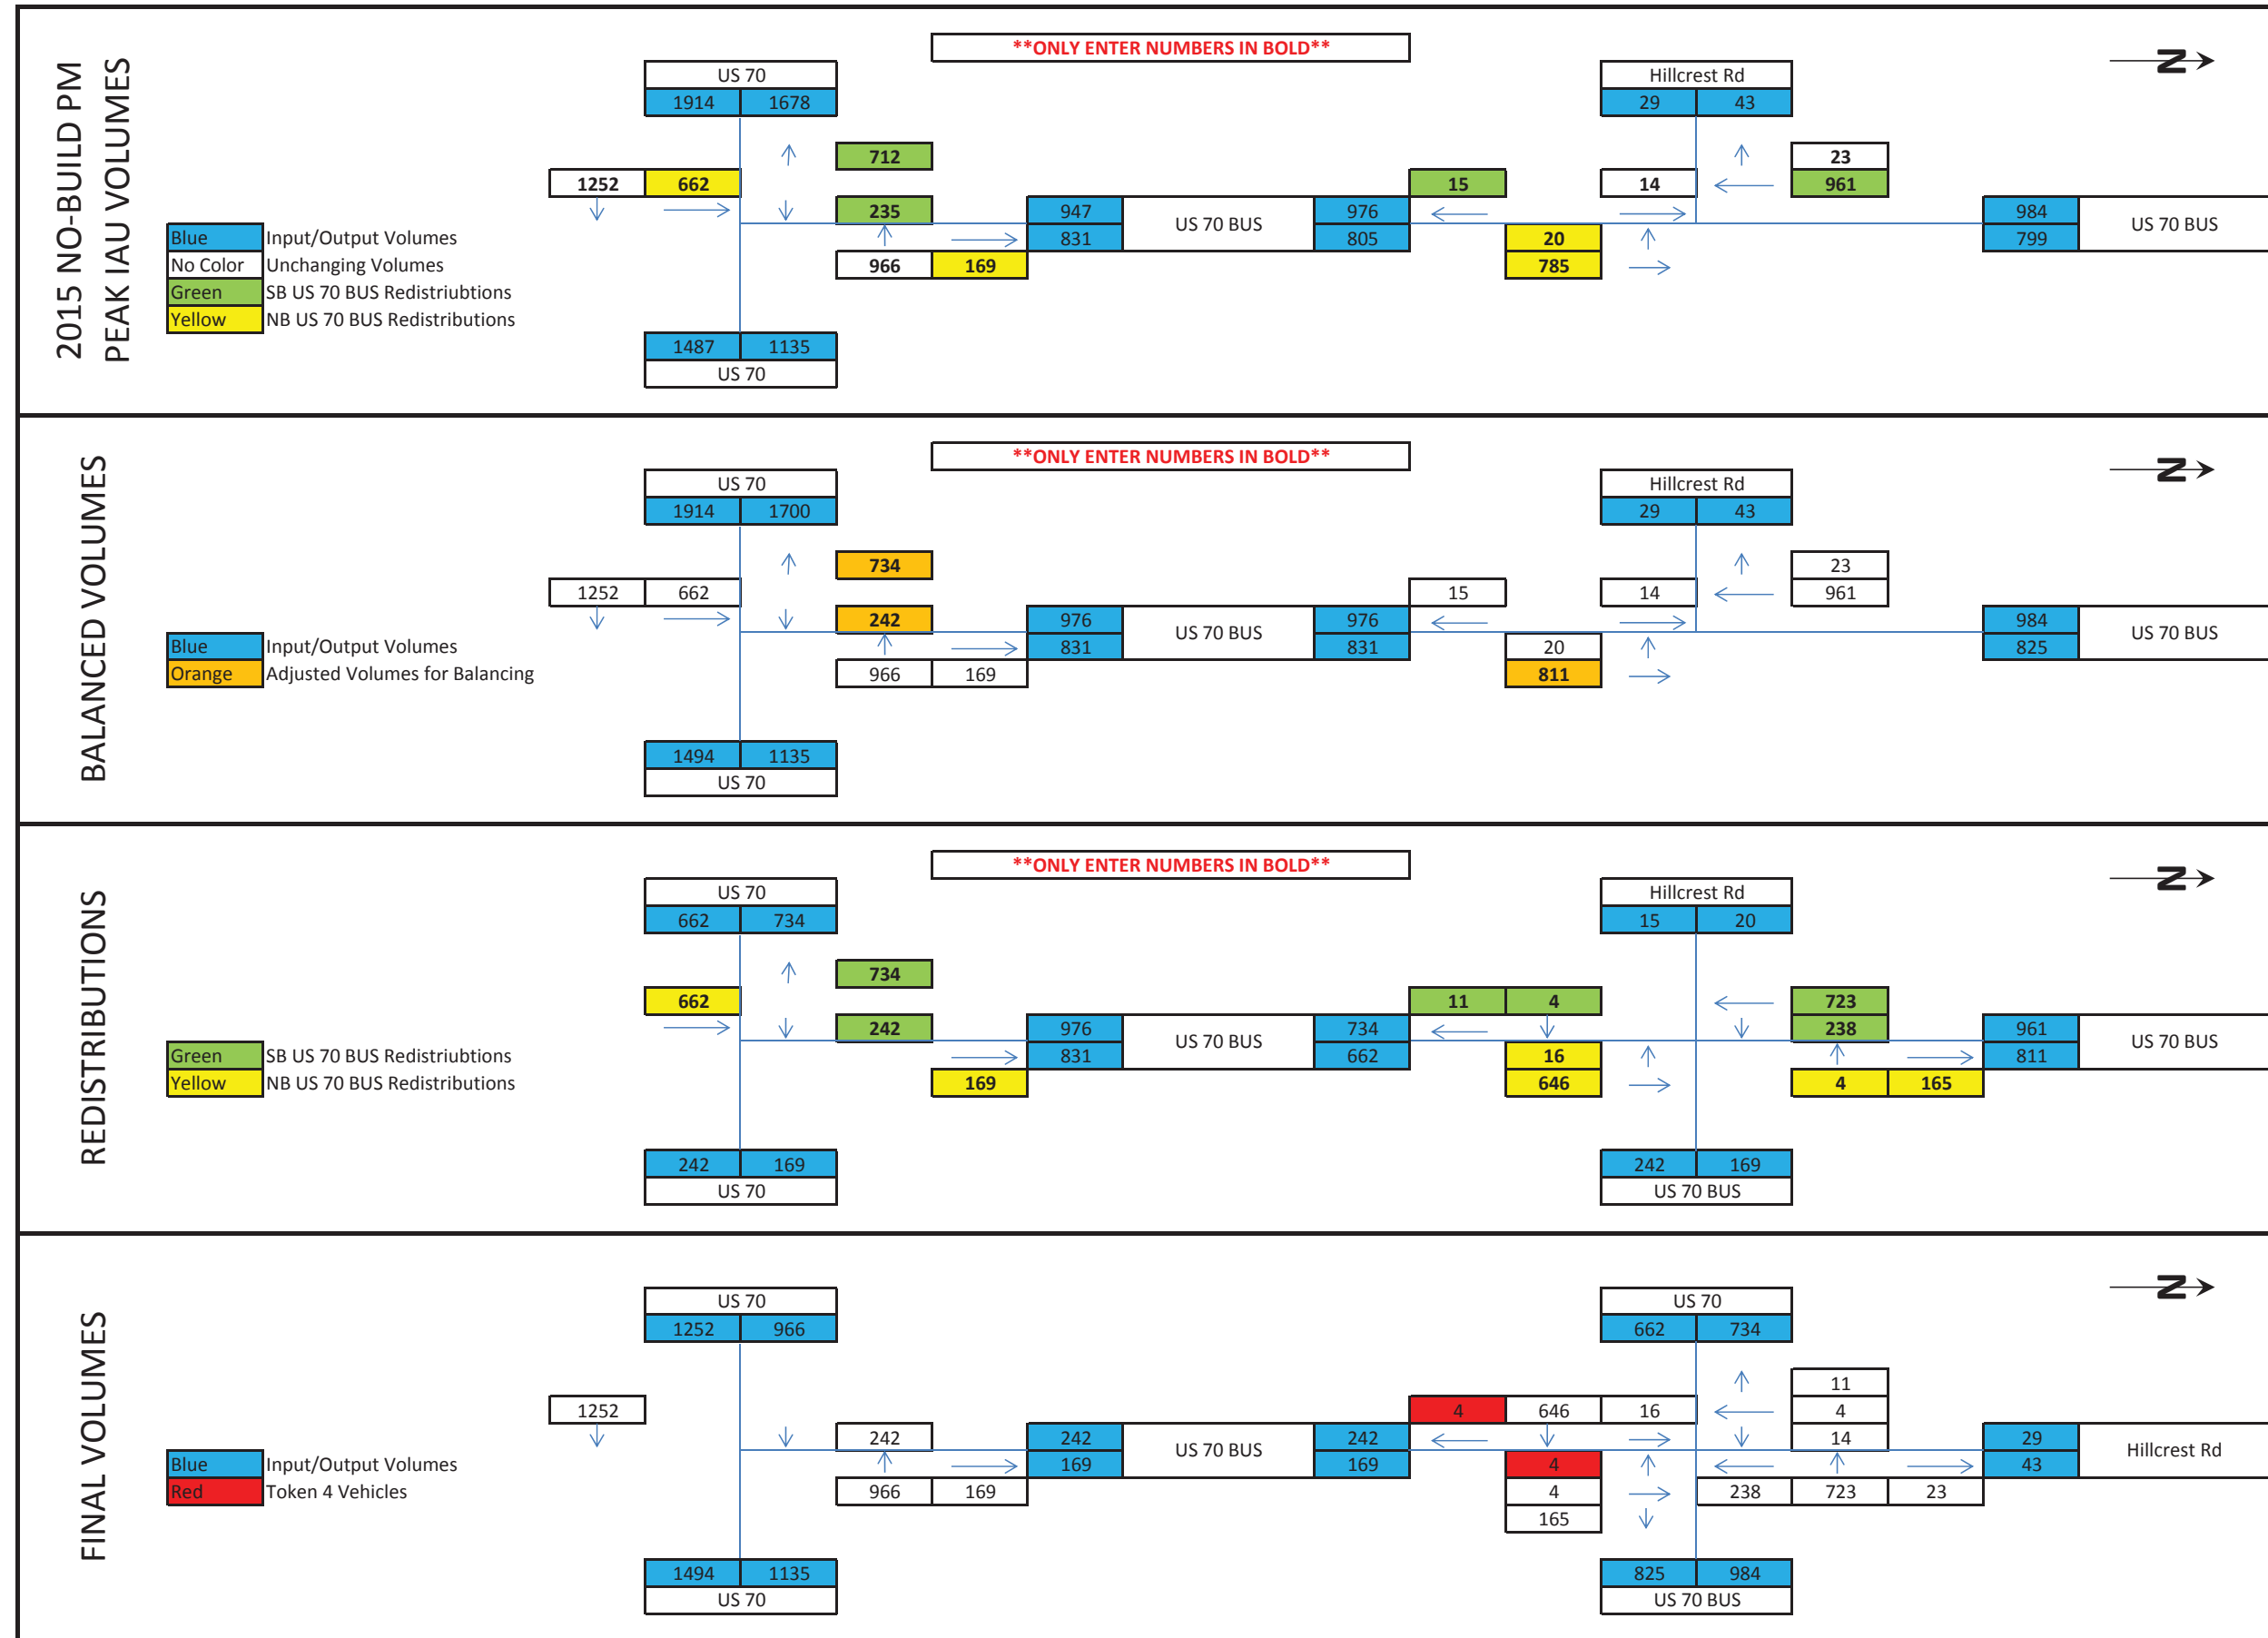 2015 NO-BUILD PM
PEAK IAU VOLUMES
**ONLY ENTER NUMBERS IN BOLD**
N
US 70
1914 1678
Hillcrest Rd
29 43
712
23
1252 662
15
14
961
235
947
US 70 BUS
976
984
US 70 BUS
831
805
20
799
966 169
785
Blue Input/Output Volumes
No Color Unchanging Volumes
Green SB US 70 BUS Redistriubtions
Yellow NB US 70 BUS Redistributions
1487 1135
US 70
BALANCED VOLUMES
**ONLY ENTER NUMBERS IN BOLD**
N
US 70
1914 1700
Hillcrest Rd
29 43
734
23
1252 662
15
14
961
242
976
US 70 BUS
976
984
US 70 BUS
831
831
20
825
966 169
811
Blue Input/Output Volumes
Orange Adjusted Volumes for Balancing
1494 1135
US 70
REDISTRIBUTIONS
**ONLY ENTER NUMBERS IN BOLD**
N
US 70
662 734
Hillcrest Rd
15 20
734
662
11 4
723
242
976
US 70 BUS
734
238
961
US 70 BUS
831
662
16
811
169
646
4 165
Green SB US 70 BUS Redistriubtions
Yellow NB US 70 BUS Redistributions
242 169
US 70
242 169
US 70 BUS
FINAL VOLUMES
N
US 70
1252 966
US 70
662 734
11
1252
4 646 16
4
242
242
US 70 BUS
242
14
29
Hillcrest Rd
169
169
4
43
966 169
4
238 723 23
165
Blue Input/Output Volumes
Red Token 4 Vehicles
1494 1135
US 70
825 984
US 70 BUS